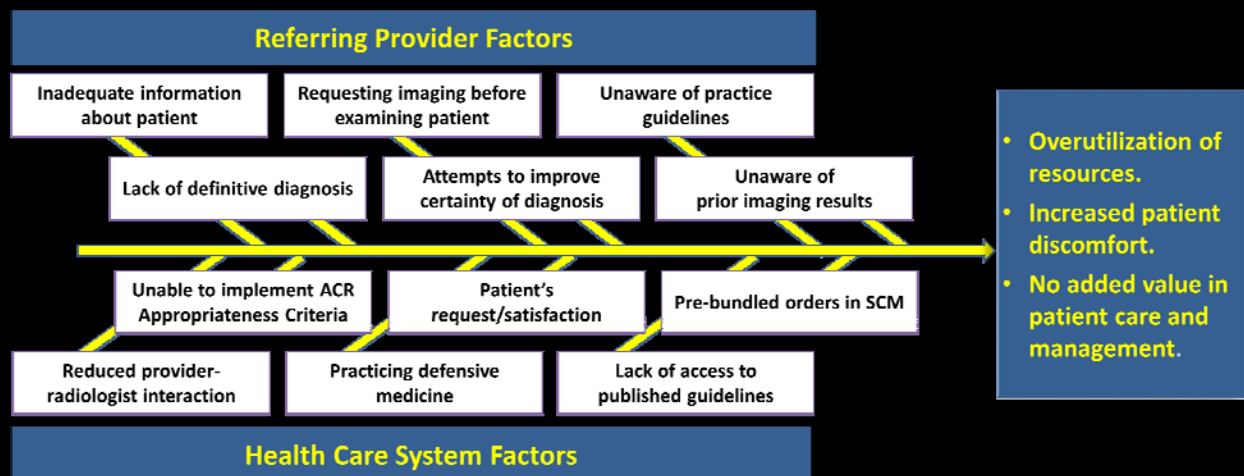 Referring Provider Factors
Inadequate information
about patient
Requesting imaging before
examining patient
Unaware of practice
guidelines
Lack of definitive diagnosis
Attempts to improve
certainty of diagnosis
Unaware of
prior imaging results
Unable to implement ACR
Appropriateness Criteria
Patient's
request/satisfaction
Pre-bundled orders in SCM
Reduced provider-
radiologist interaction
Practicing defensive
medicine
Lack of access to
published guidelines
Health Care System Factors
• Overutilization of
resources.
• Increased patient
discomfort.
• No added value in
patient care and
management.